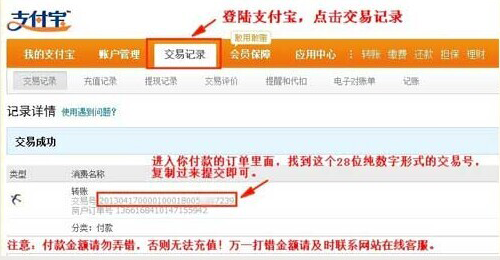 支付宝
登陆支付宝，点击交易记录
我的支付宝 账户管理 交易记录 会员保障 应用中心 转账 缴费 还款 担保 理财
敢用敢赔
交易记录 充值记录 提现记录 交易评价 提醒和代扣 电子对账单 记账
记录详情 使用遇到问题？
交易成功
进入你付款的订单里面，找到这个28位纯数字形式的交易号，
复制过来提交即可。
类型 消费名称
转账
交易号
商户订单号 1366168410147155942
分类：付款
注意：付款金额请勿弄错，否则无法充值！万一打错金额请及时联系网站在线客服。